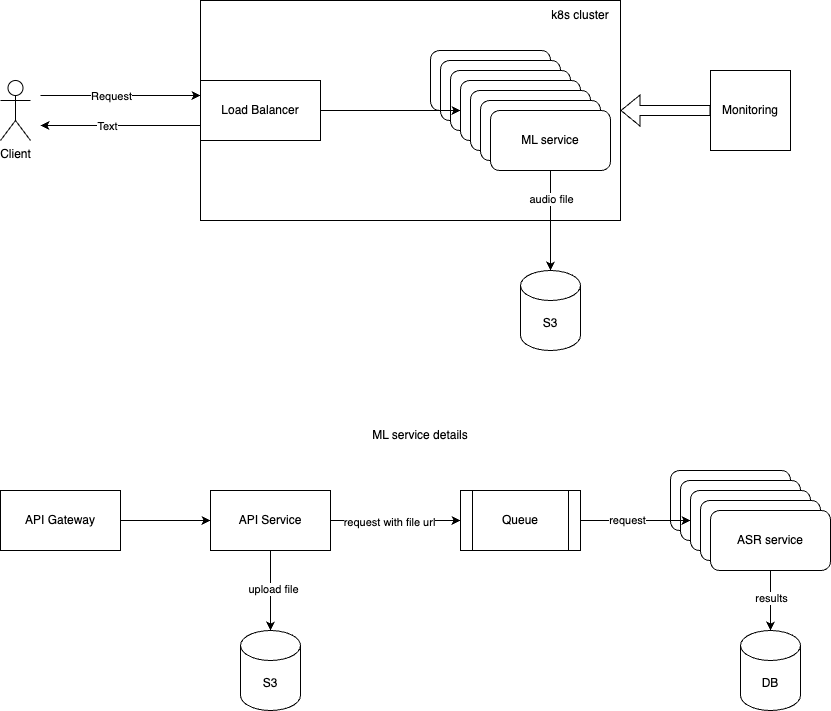 k8s cluster
Request
Load Balancer
Text
Client
ML service
Monitoring
audio file
S3
ML service details
API Gateway
API Service
request with file url
Queue
request
ASR service
upload file
results
S3
DB